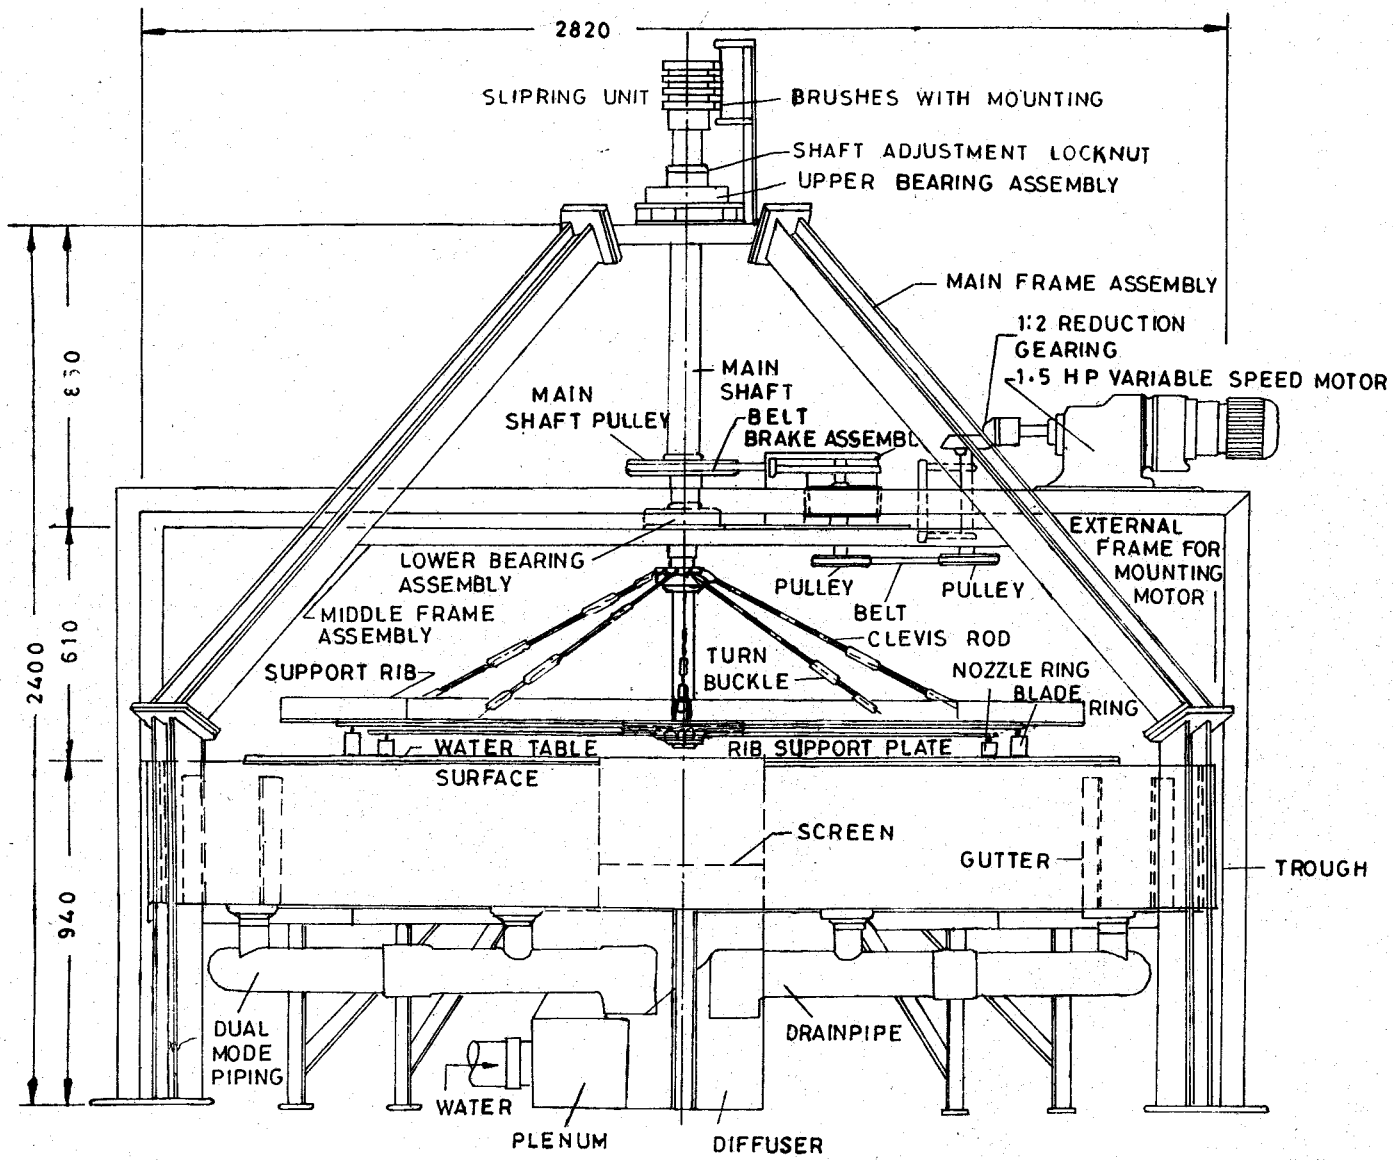 2820
SLIPRING UNIT
BRUSHES WITH MOUNTING
SHAFT ADJUSTMENT LOCKNUT
UPPER BEARING ASSEMBLY
MAIN FRAME ASSEMBLY
1:2 REDUCTION
GEARING
1.5 HP VARIABLE SPEED MOTOR
MAIN
SHAFT
MAIN
SHAFT PULLEY
BELT
BRAKE ASSEMBL
2400
610
940
LOWER BEARING
ASSEMBLY
MIDDLE FRAME
ASSEMBLY
PULLEY
BELT
PULLEY
EXTERNAL
FRAME FOR
MOUNTING
MOTOR
CLEVIS ROD
SUPPORT RIB
TURN
BUCKLE
NOZZLE RING
BLADE
RING
WATER TABLE
SURFACE
RIB SUPPORT PLATE
SCREEN
GUTTER
TROUGH
DUAL
MODE
PIPING
WATER
PLENUM
DIFFUSER
DRAINPIPE